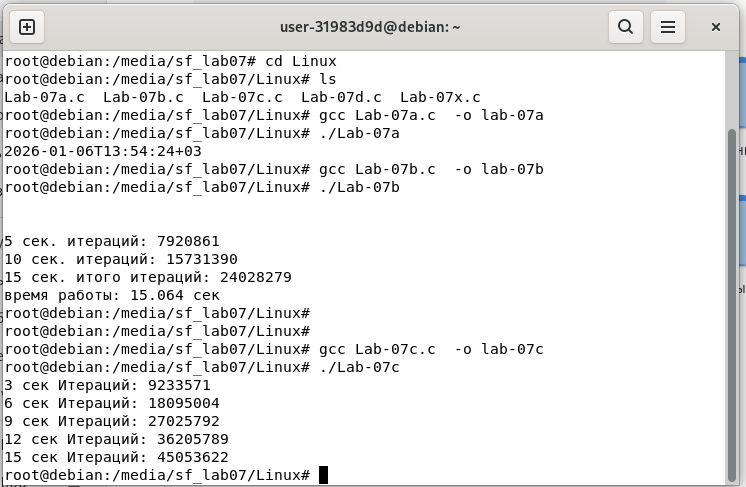 user-31983d9d@debian: ~
root@debian:/media/sf_lab07# cd Linux
root@debian:/media/sf_lab07/Linux# ls
Lab-07a.c  Lab-07b.c  Lab-07c.c  Lab-07d.c  Lab-07x.c
root@debian:/media/sf_lab07/Linux# gcc Lab-07a.c  -o lab-07a
root@debian:/media/sf_lab07/Linux# ./Lab-07a
2026-01-06T13:54:24+03
root@debian:/media/sf_lab07/Linux# gcc Lab-07b.c  -o lab-07b
root@debian:/media/sf_lab07/Linux# ./Lab-07b
5 сек. итераций: 7920861
10 сек. итераций: 15731390
15 сек. итого итераций: 24028279
время работы: 15.064 сек
root@debian:/media/sf_lab07/Linux#
root@debian:/media/sf_lab07/Linux#
root@debian:/media/sf_lab07/Linux# gcc Lab-07c.c  -o lab-07c
root@debian:/media/sf_lab07/Linux# ./Lab-07c
3 сек Итераций: 9233571
6 сек Итераций: 18095004
9 сек Итераций: 27025792
12 сек Итераций: 36205789
15 сек Итераций: 45053622
root@debian:/media/sf_lab07/Linux#